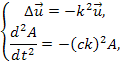 Δu⃗ = −k²u⃗,
d²A/dt² = −(ck)²A,